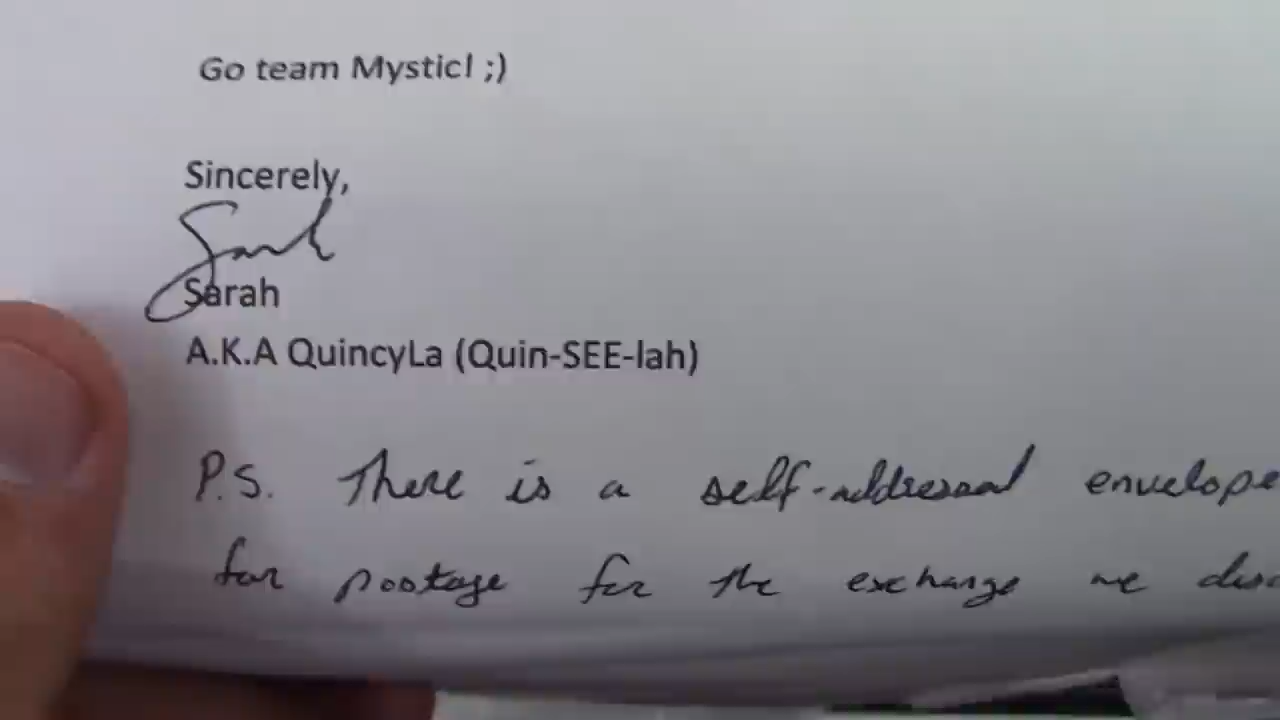 Go team Mystic! ;)
Sincerely,
Sarah
Sarah
A.K.A QuincyLa (Quin-SEE-lah)
P.S. There is a self-addressed envelope
for postage for the exchange we